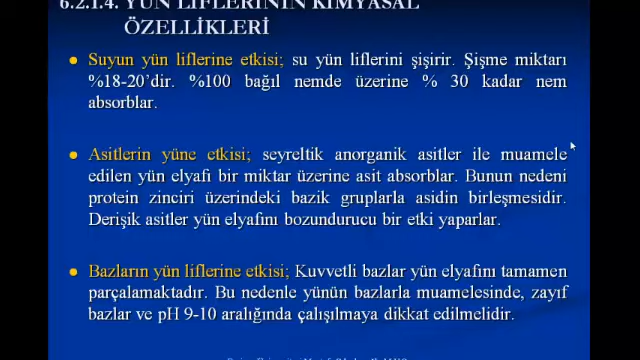 6.2.1.4. YÜN LİFLERİNİN KİMYASAL
ÖZELLİKLERİ
Suyun yün liflerine etkisi; su yün liflerini şişirir. Şişme miktarı
%18-20'dir. %100 bağıl nemde üzerine % 30 kadar nem
absorblar.
Asitlerin yüne etkisi; seyreltik anorganik asitler ile muamele
edilen yün elyafı bir miktar üzerine asit absorblar. Bunun nedeni
protein zinciri üzerindeki bazik gruplarla asidin birleşmesidir.
Derişik asitler yün elyafını bozundurucu bir etki yaparlar.
Bazların yün liflerine etkisi; Kuvvetli bazlar yün elyafını tamamen
parçalamaktadır. Bu nedenle yünün bazlarla muamelesinde, zayıf
bazlar ve pH 9-10 aralığında çalışılmaya dikkat edilmelidir.